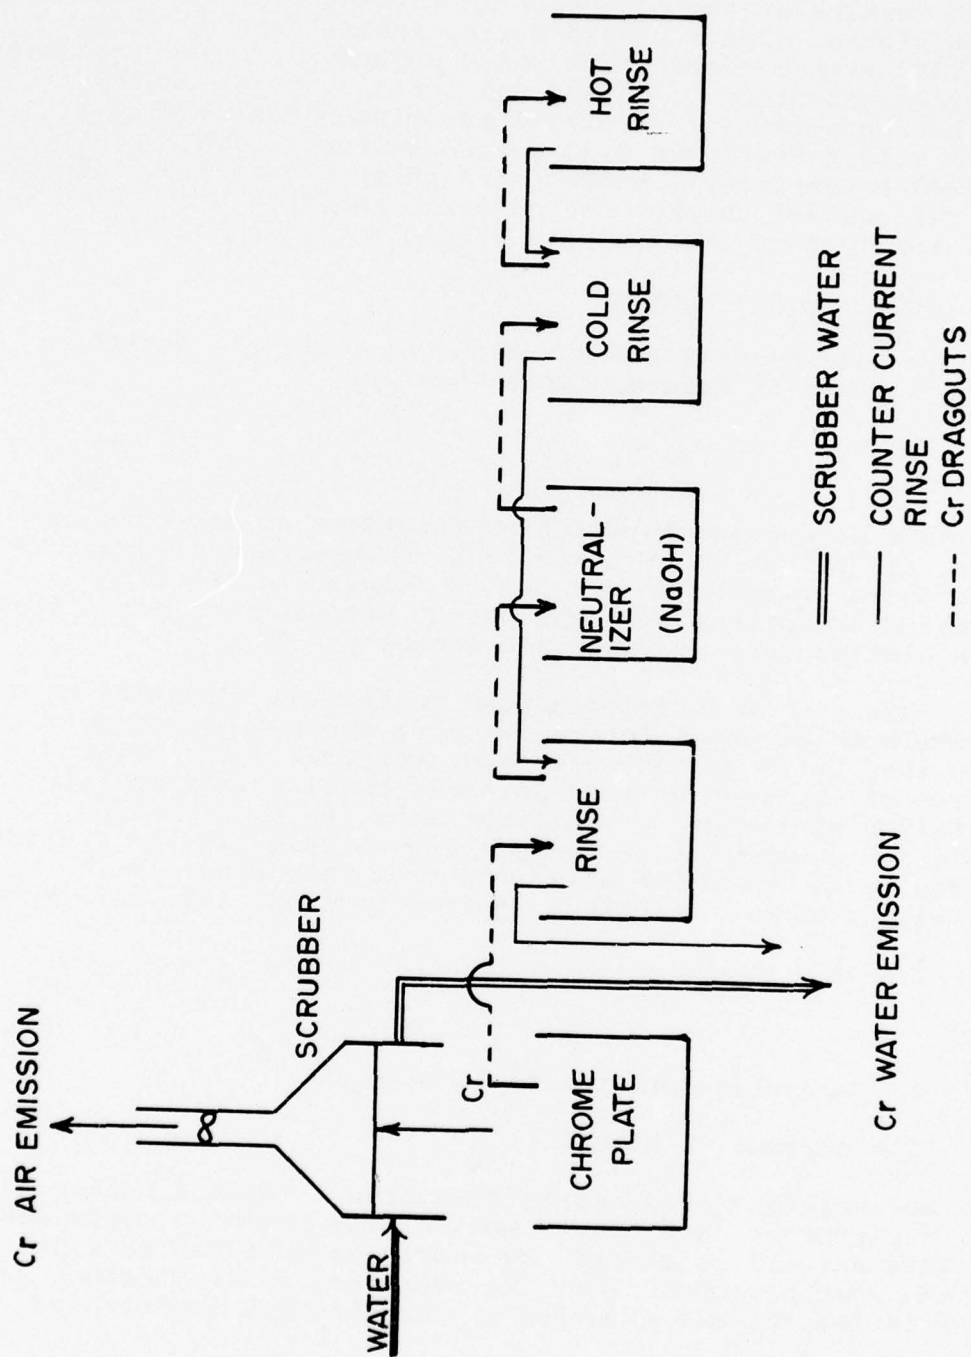 Cr AIR EMISSION
SCRUBBER
WATER
Cr
CHROME
PLATE
RINSE
NEUTRAL-
IZER
(NaOH)
COLD
RINSE
HOT
RINSE
Cr WATER EMISSION
SCRUBBER WATER
COUNTER CURRENT
RINSE
Cr DRAGOUTS